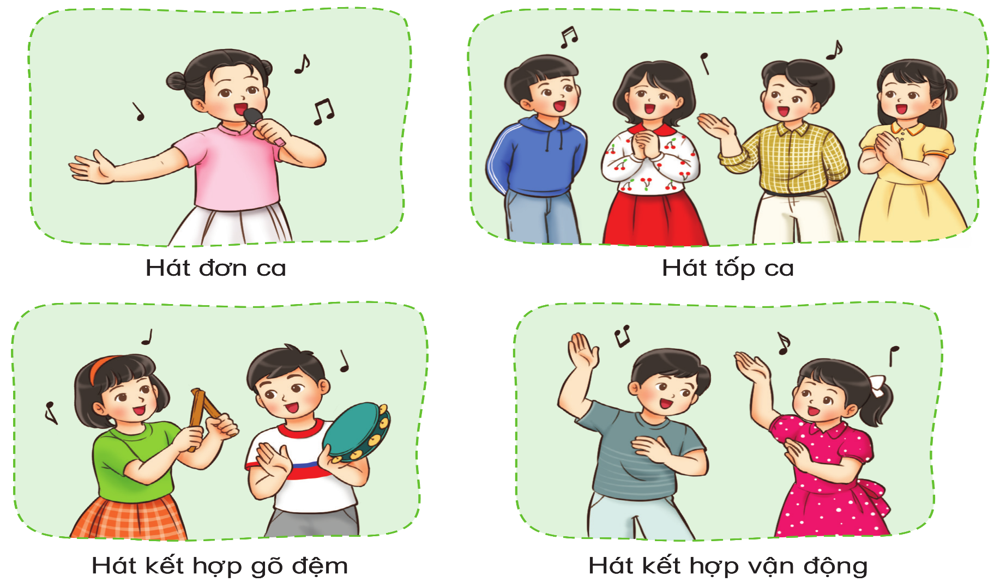 Hát đơn ca
Hát tốp ca
Hát kết hợp gõ đệm
Hát kết hợp vận động